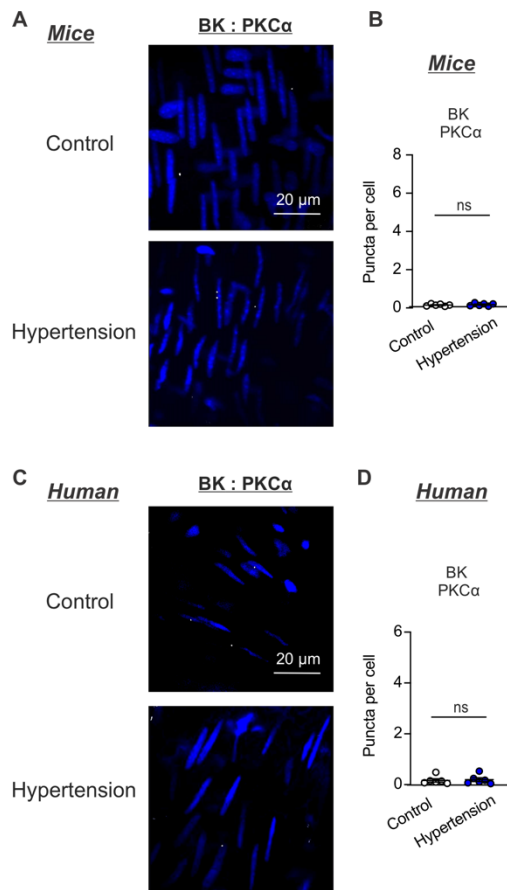 A
Mice
BK : PKCα
Control
20 µm
Hypertension
B
Mice
BK
PKCα
Puncta per cell
8
6
4
2
0
ns
Control
Hypertension
C
Human
BK : PKCα
Control
20 µm
Hypertension
D
Human
BK
PKCα
Puncta per cell
6
4
2
0
ns
Control
Hypertension